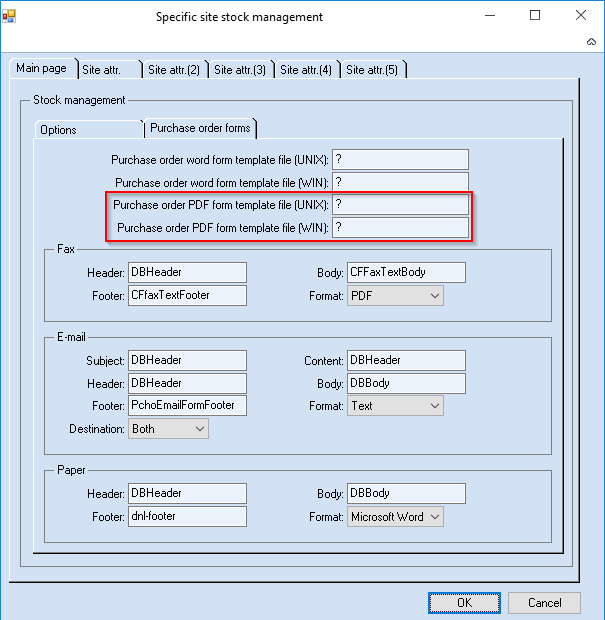 Specific site stock management
Main page Site attr. Site attr.(2) Site attr.(3) Site attr.(4) Site attr.(5)
Stock management
Options Purchase order forms
Purchase order word form template file (UNIX): ?
Purchase order word form template file (WIN): ?
Purchase order PDF form template file (UNIX): ?
Purchase order PDF form template file (WIN): ?
Fax
Header: DBHeader Body: CFFaxTextBody
Footer: CFfaxTextFooter Format: PDF
E-mail
Subject: DBHeader Content: DBHeader
Header: DBHeader Body: DBBody
Footer: PchoEmailFormFooter Format: Text
Destination: Both
Paper
Header: DBHeader Body: DBBody
Footer: dnl-footer Format: Microsoft Word
OK Cancel